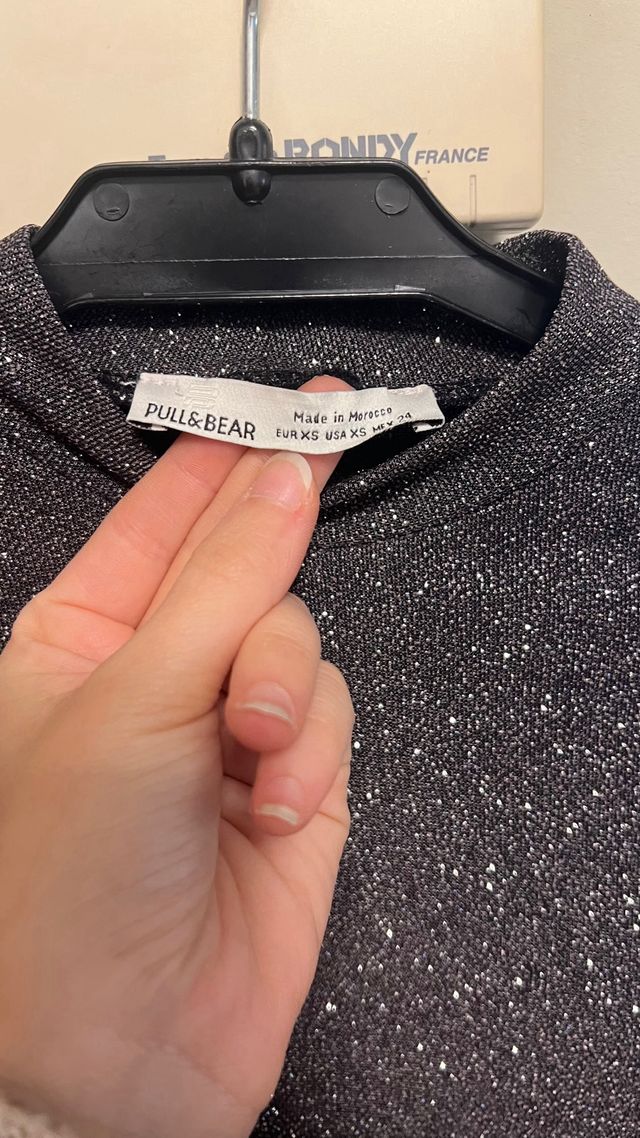 RONDY FRANCE
PULL&BEAR
Made in Morocco
EUR XS USA XS MEX 24